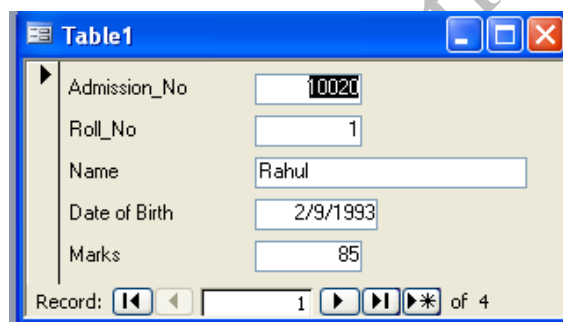 Table1
Admission_No 10020
Roll_No 1
Name Rahul
Date of Birth 2/9/1993
Marks 85
Record: 1 of 4